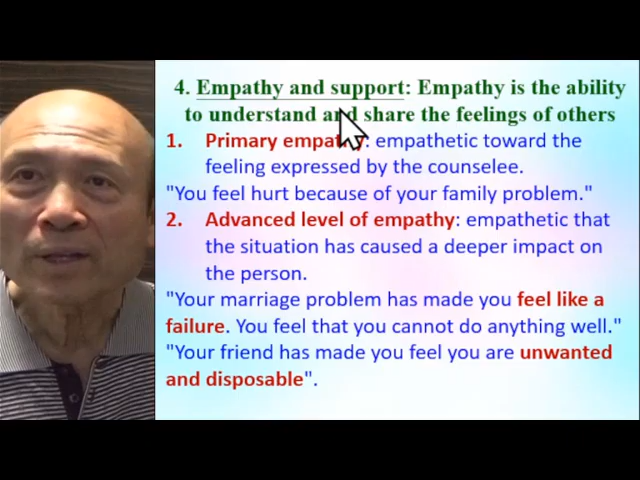 4. Empathy and support: Empathy is the ability
to understand and share the feelings of others
1. Primary empathy: empathetic toward the
feeling expressed by the counselee.
"You feel hurt because of your family problem."
2. Advanced level of empathy: empathetic that
the situation has caused a deeper impact on
the person.
"Your marriage problem has made you feel like a
failure. You feel that you cannot do anything well."
"Your friend has made you feel you are unwanted
and disposable".